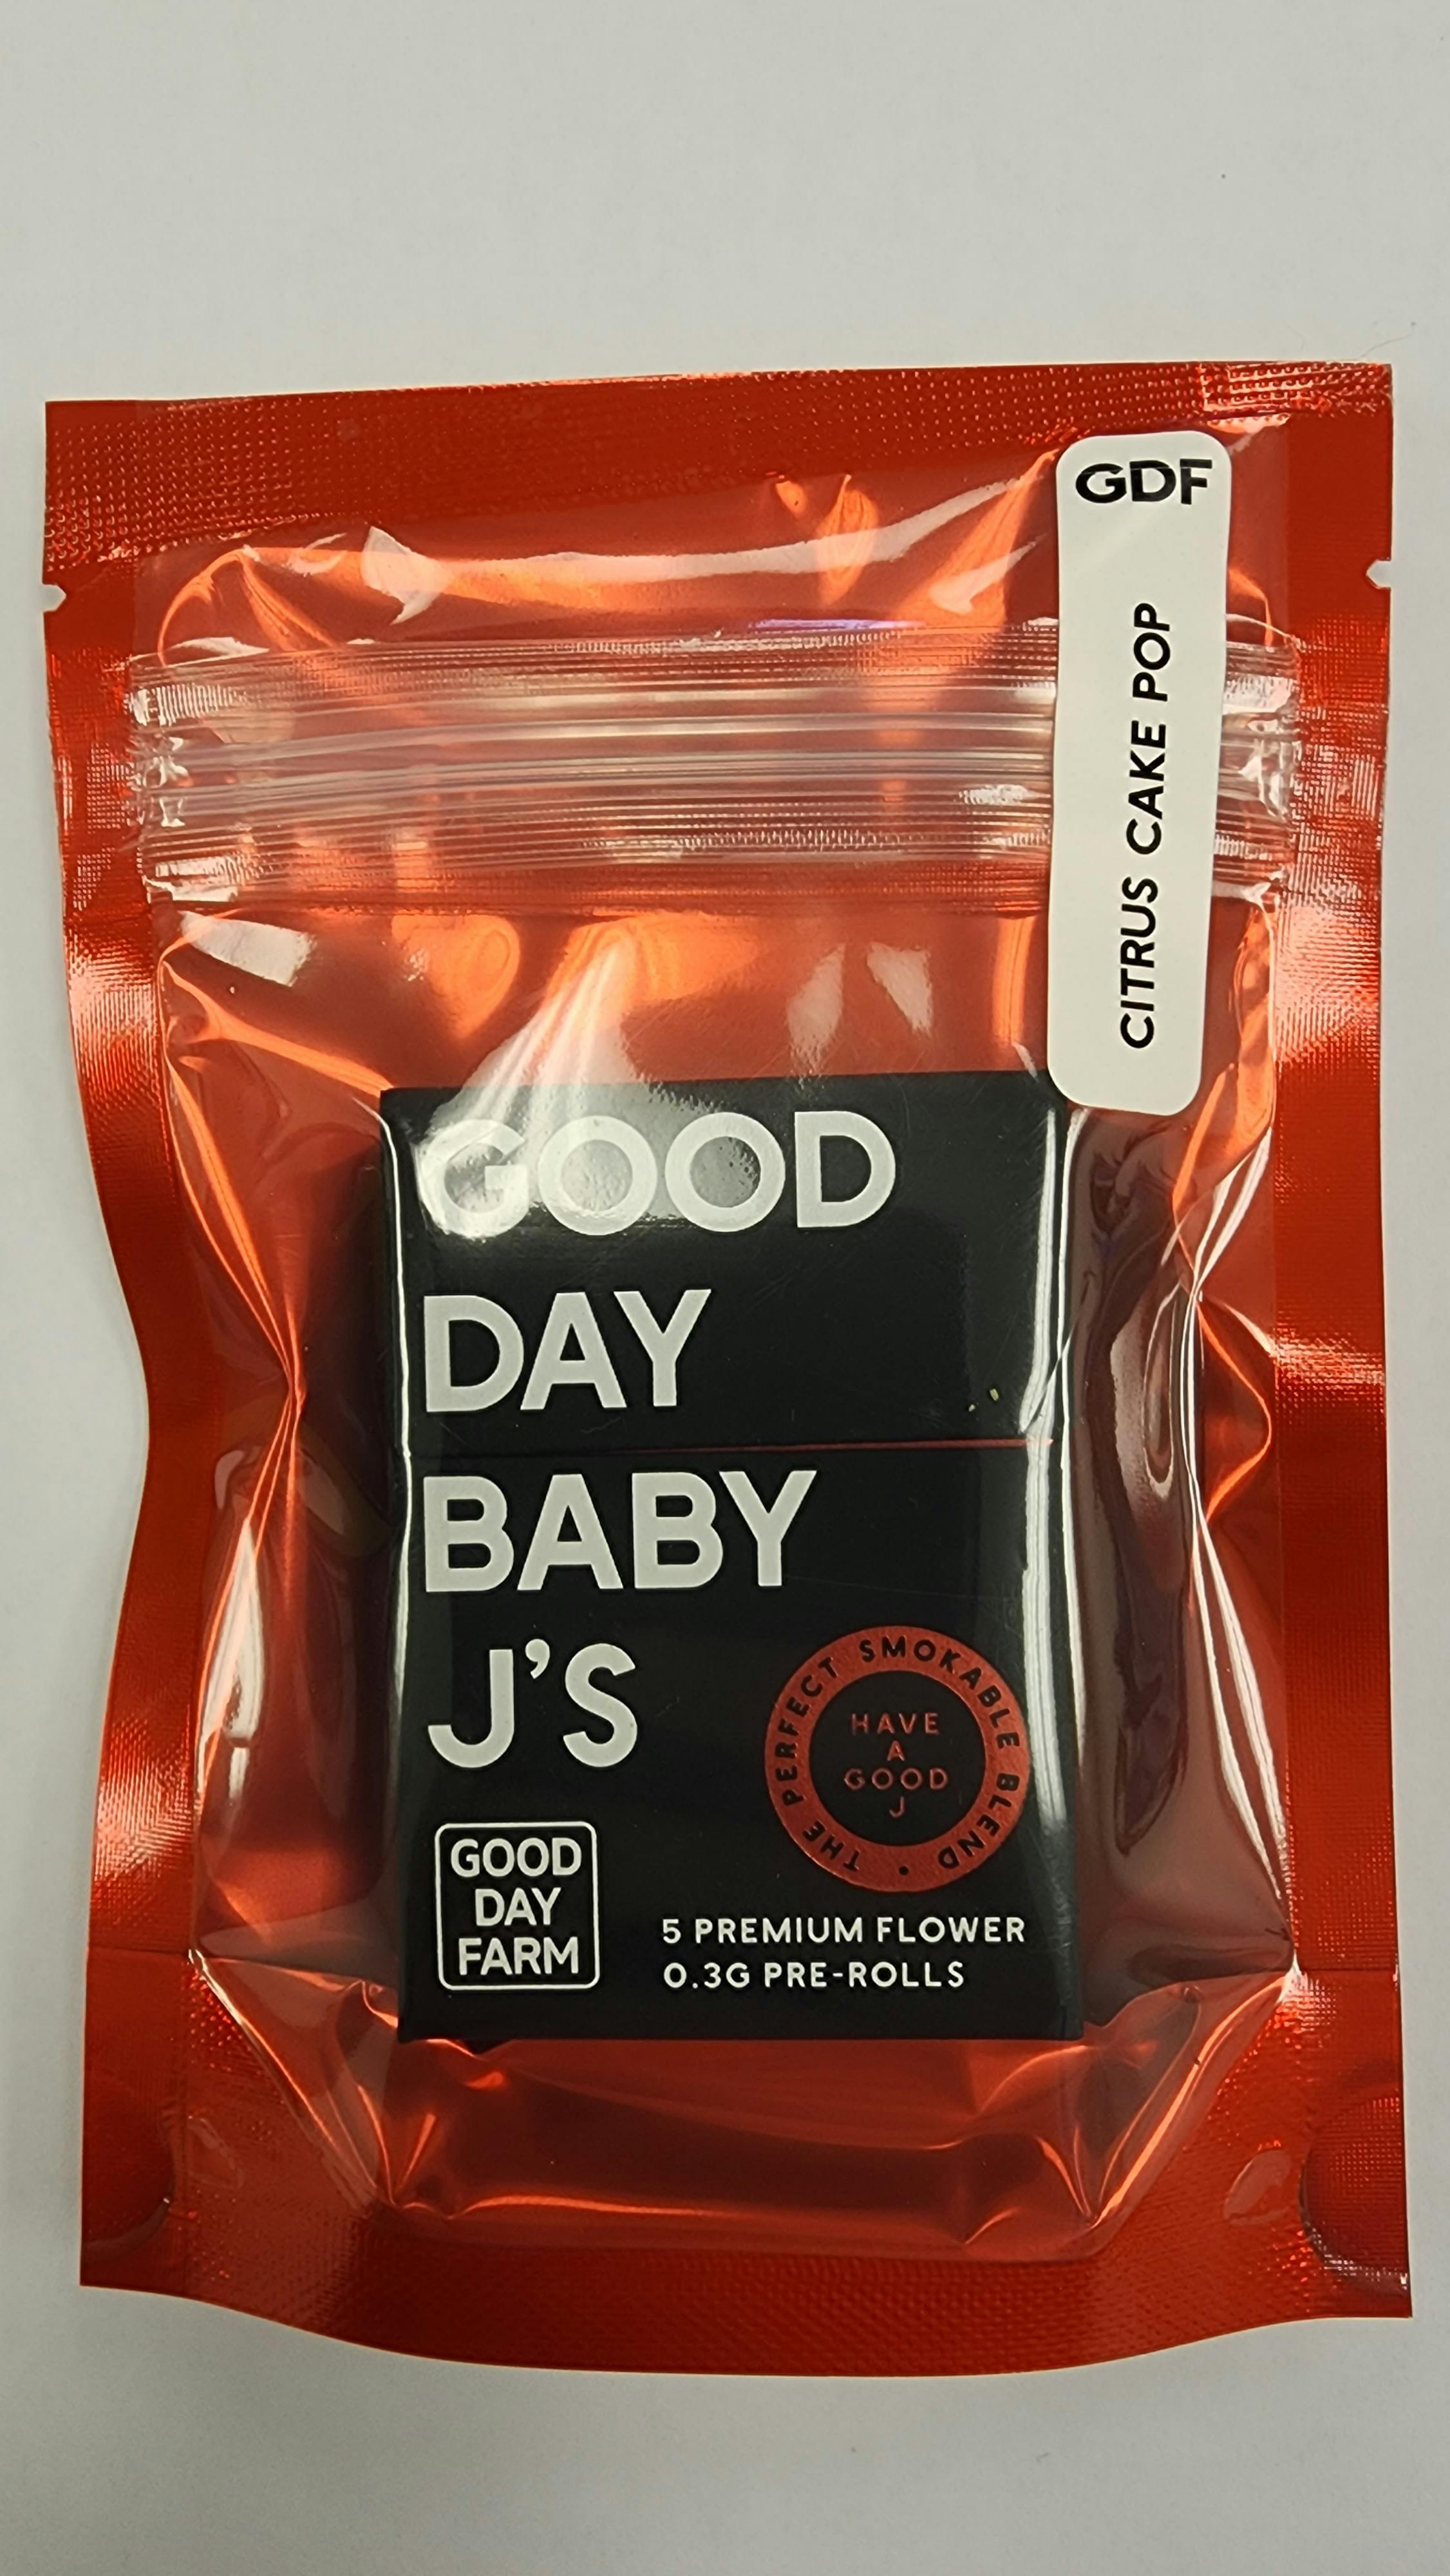 GDF
CITRUS CAKE POP
GOOD
DAY
BABY
J'S
THE PERFECT SMOKABLE BLEND •
HAVE
A
GOOD
J
GOOD
DAY
FARM
5 PREMIUM FLOWER
0.3G PRE-ROLLS